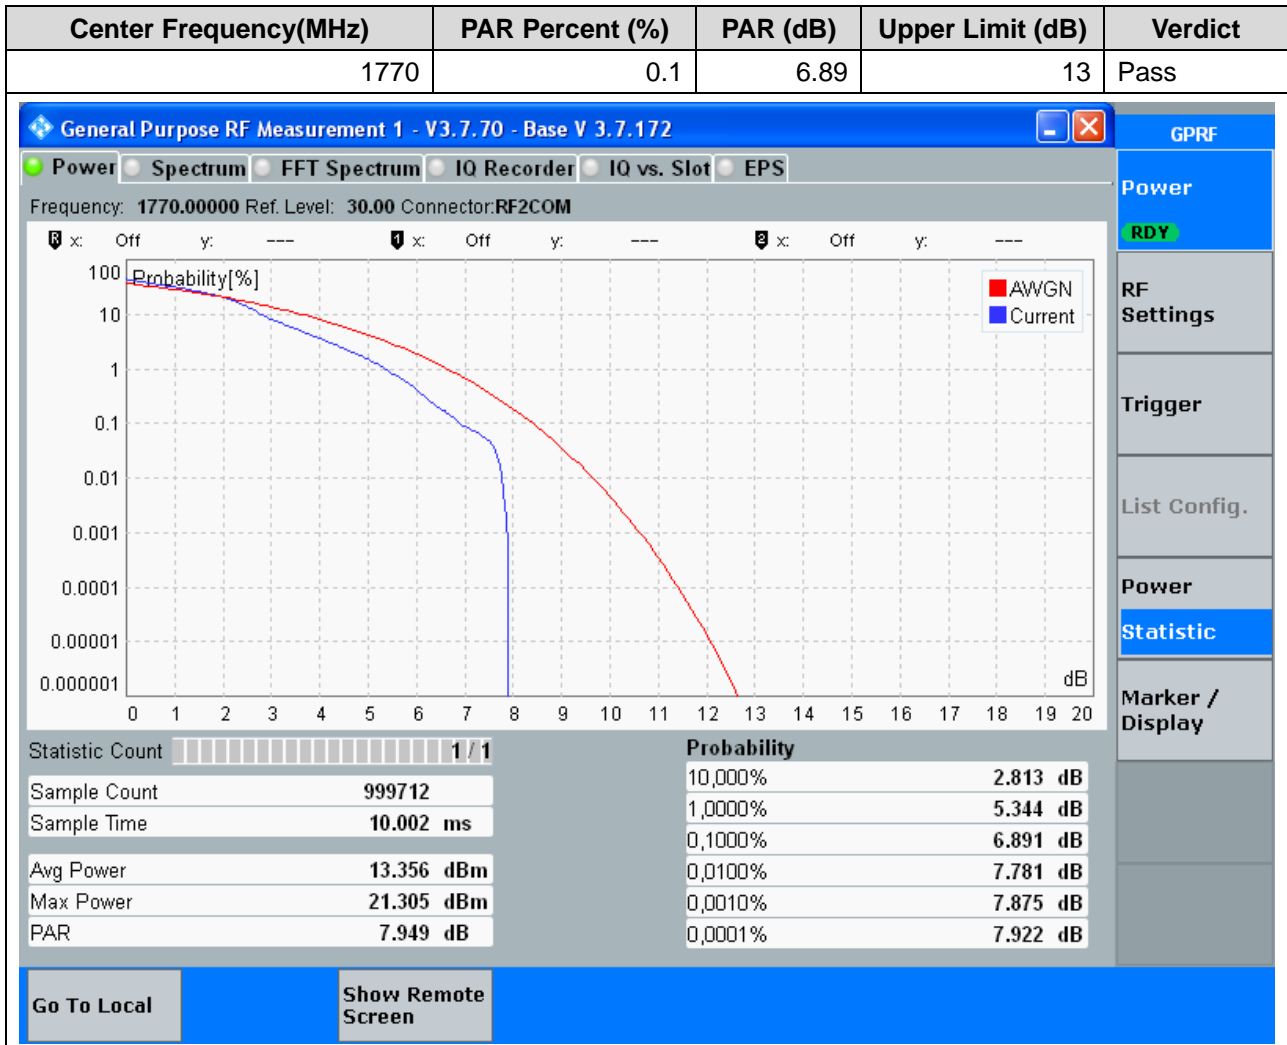 Center Frequency(MHz) PAR Percent (%) PAR (dB) Upper Limit (dB) Verdict
1770 0.1 6.89 13 Pass
General Purpose RF Measurement 1 - V3.7.70 - Base V 3.7.172
GPRF
Power Spectrum FFT Spectrum IQ Recorder IQ vs. Slot EPS
Power
RDY
Frequency: 1770.00000 Ref. Level: 30.00 Connector:RF2COM
R x: Off y: --- 1 x: Off y: --- 2 x: Off y: ---
Probability[%]
AWGN
Current
100
10
1
0.1
0.01
0.001
0.0001
0.00001
0.000001
dB
0 1 2 3 4 5 6 7 8 9 10 11 12 13 14 15 16 17 18 19 20
RF
Settings
Trigger
List Config.
Power
Statistic
Marker /
Display
Statistic Count 1 / 1
Sample Count 999712
Sample Time 10.002 ms
Avg Power 13.356 dBm
Max Power 21.305 dBm
PAR 7.949 dB
Probability
10,000% 2.813 dB
1,0000% 5.344 dB
0,1000% 6.891 dB
0,0100% 7.781 dB
0,0010% 7.875 dB
0,0001% 7.922 dB
Go To Local
Show Remote
Screen